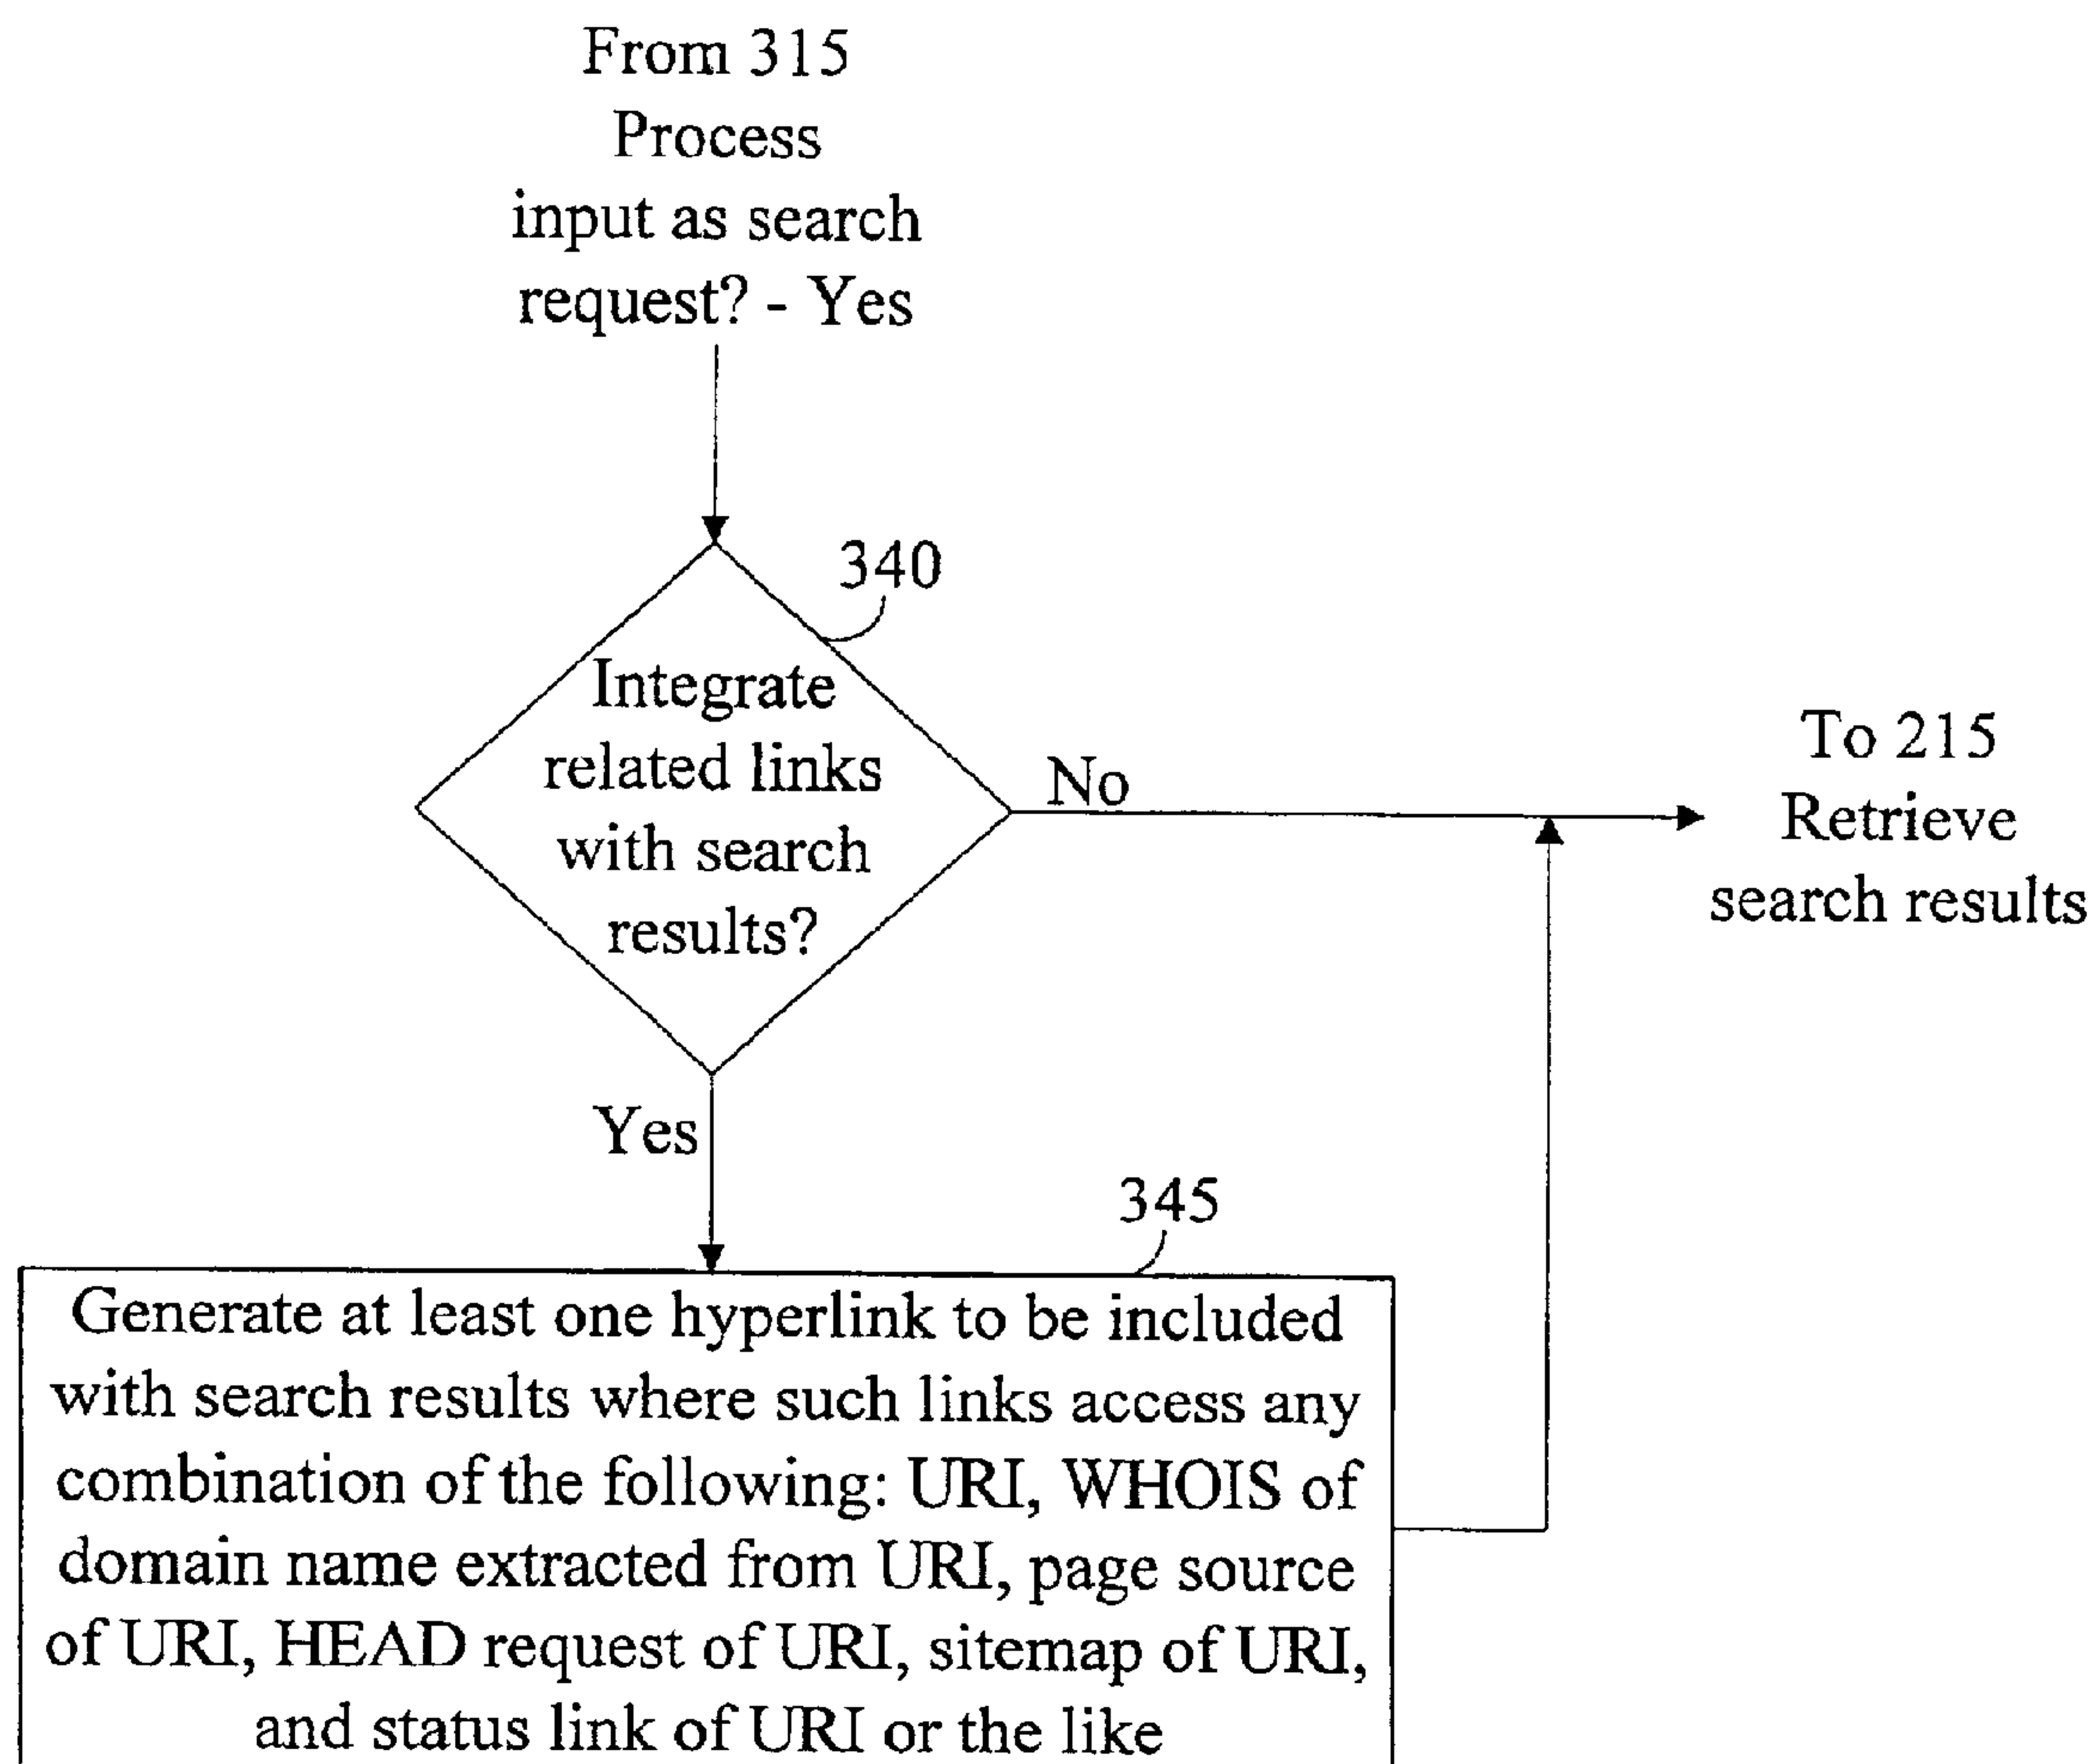 From 315
Process
input as search
request? - Yes
340
Integrate
related links
with search
results?
No
To 215
Retrieve
search results
Yes
345
Generate at least one hyperlink to be included
with search results where such links access any
combination of the following: URI, WHOIS of
domain name extracted from URI, page source
of URI, HEAD request of URI, sitemap of URI,
and status link of URI or the like